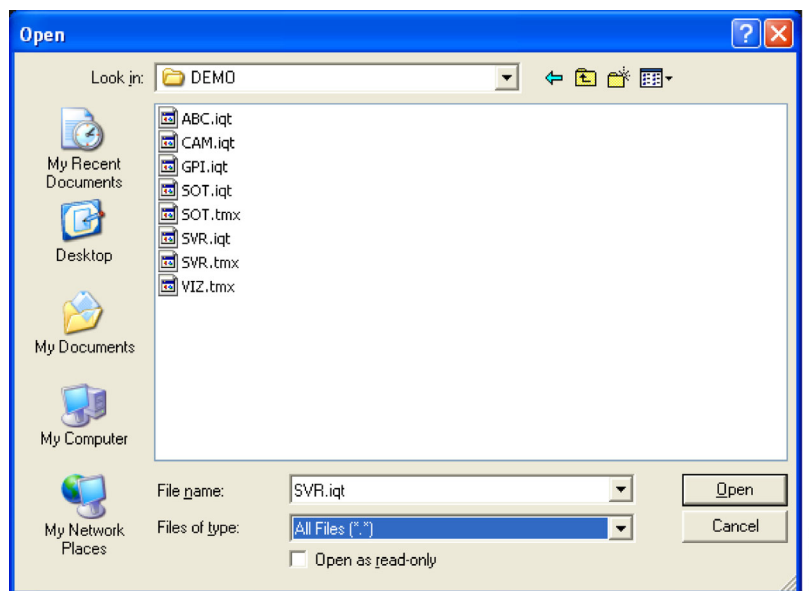 Open
Look in: DEMO
My Recent
Documents
Desktop
My Documents
My Computer
My Network
Places
ABC.iqt
CAM.iqt
GPI.iqt
SOT.iqt
SOT.tmx
SVR.iqt
SVR.tmx
VIZ.tmx
File name: SVR.iqt Open
Files of type: All Files (*.*) Cancel
Open as read-only